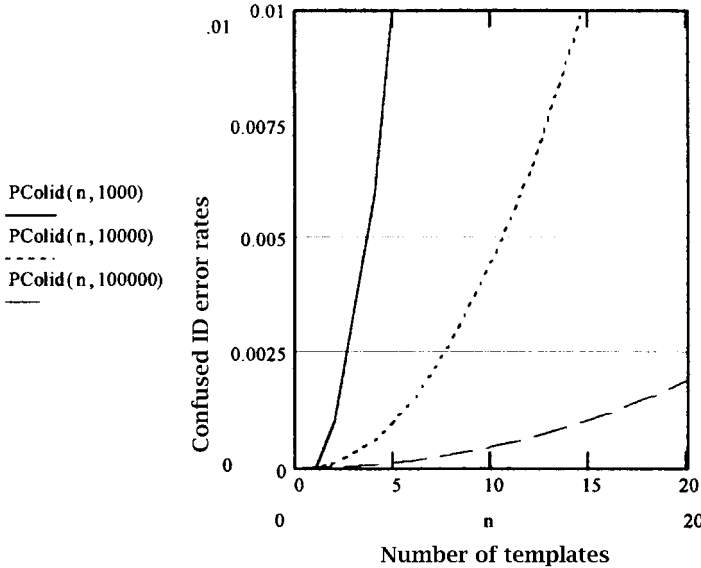 0.01
.01
0.0075
PColid(n,1000)
PColid(n,10000)
0.005
PColid(n,100000)
Confused ID error rates
0.0025
0
0
0
5
10
15
20
0
n
20
Number of templates